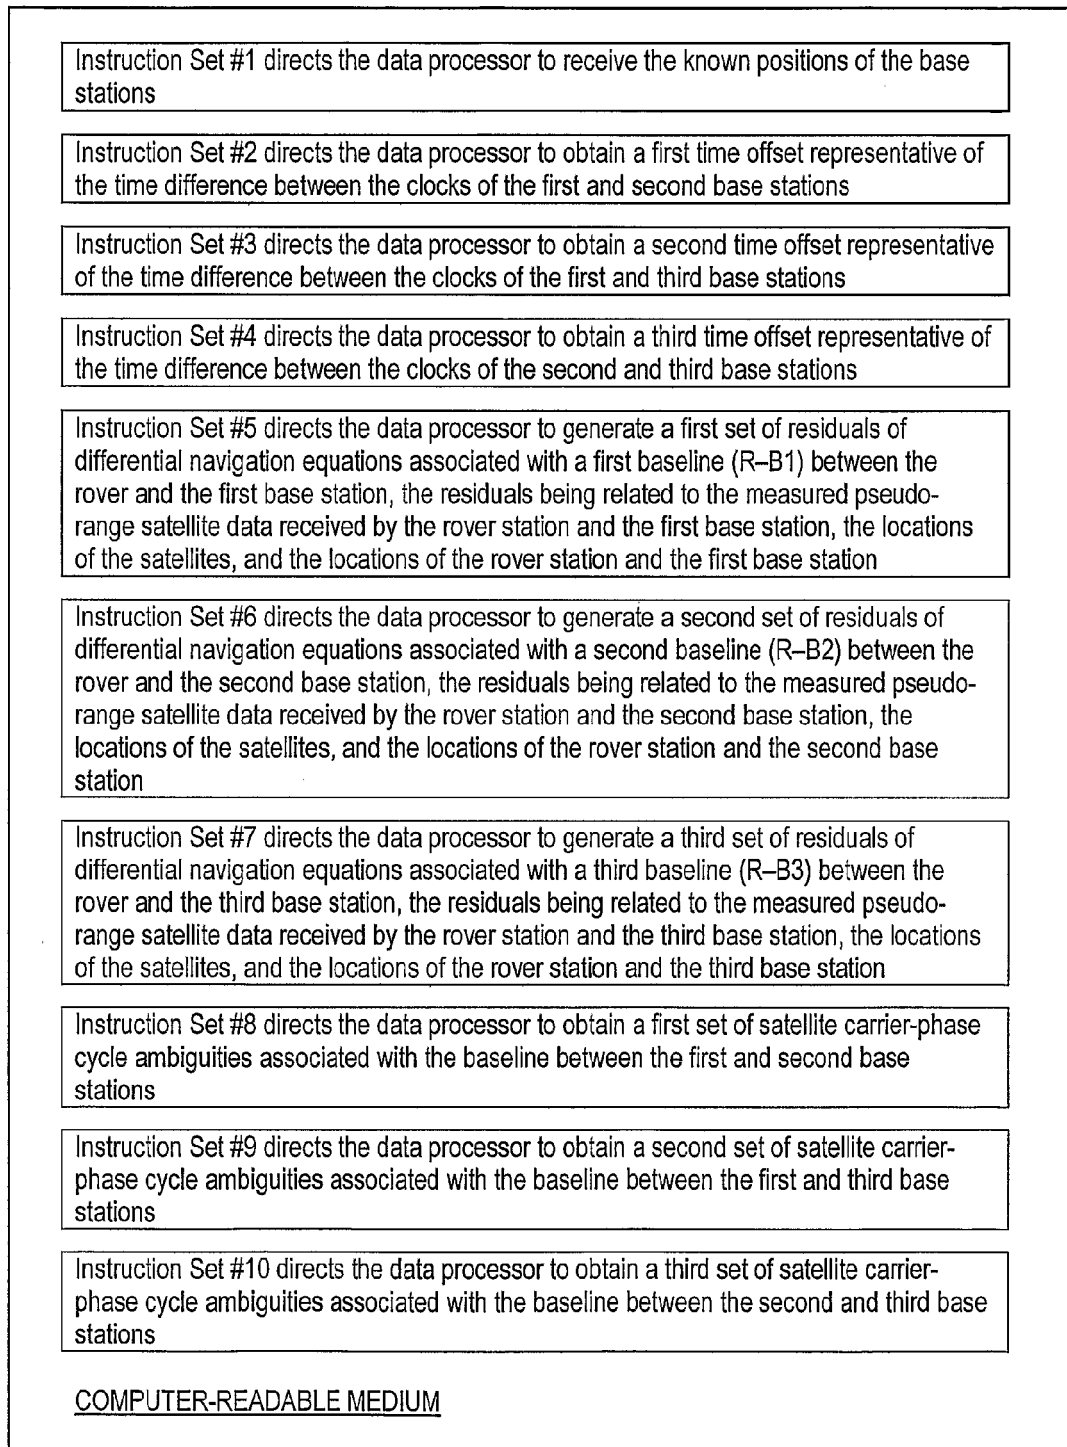 Instruction Set #1 directs the data processor to receive the known positions of the base
stations
Instruction Set #2 directs the data processor to obtain a first time offset representative of
the time difference between the clocks of the first and second base stations
Instruction Set #3 directs the data processor to obtain a second time offset representative
of the time difference between the clocks of the first and third base stations
Instruction Set #4 directs the data processor to obtain a third time offset representative of
the time difference between the clocks of the second and third base stations
Instruction Set #5 directs the data processor to generate a first set of residuals of
differential navigation equations associated with a first baseline (R–B1) between the
rover and the first base station, the residuals being related to the measured pseudo-
range satellite data received by the rover station and the first base station, the locations
of the satellites, and the locations of the rover station and the first base station
Instruction Set #6 directs the data processor to generate a second set of residuals of
differential navigation equations associated with a second baseline (R–B2) between the
rover and the second base station, the residuals being related to the measured pseudo-
range satellite data received by the rover station and the second base station, the
locations of the satellites, and the locations of the rover station and the second base
station
Instruction Set #7 directs the data processor to generate a third set of residuals of
differential navigation equations associated with a third baseline (R–B3) between the
rover and the third base station, the residuals being related to the measured pseudo-
range satellite data received by the rover station and the third base station, the locations
of the satellites, and the locations of the rover station and the third base station
Instruction Set #8 directs the data processor to obtain a first set of satellite carrier-phase
cycle ambiguities associated with the baseline between the first and second base
stations
Instruction Set #9 directs the data processor to obtain a second set of satellite carrier-
phase cycle ambiguities associated with the baseline between the first and third base
stations
Instruction Set #10 directs the data processor to obtain a third set of satellite carrier-
phase cycle ambiguities associated with the baseline between the second and third base
stations
COMPUTER-READABLE MEDIUM